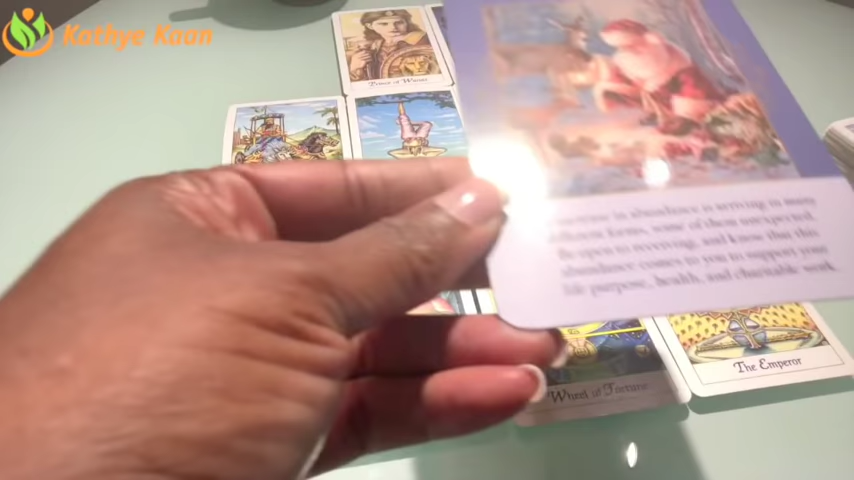 Kathye Kaan
Prince of Wands
increase in abundance is arriving in many
different forms, some of them unexpected.
Be open to receiving, and know that this
abundance comes to you to support your
life purpose, health, and charitable work.
Wheel of Fortune
The Emperor